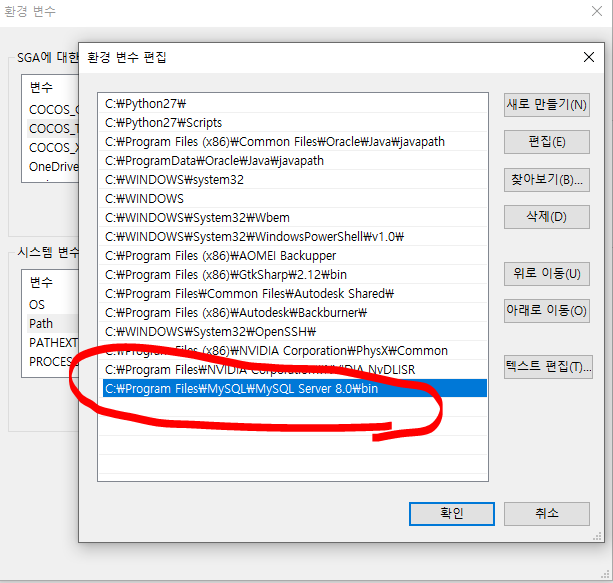 환경 변수
SGA에 대한
변수
COCOS_
COCOS_T
COCOS_X
OneDrive
시스템 변수
변수
OS
Path
PATHEXT
PROCES
환경 변수 편집
C:₩Python27₩
C:₩Python27₩Scripts
C:₩Program Files (x86)₩Common Files₩Oracle₩Java₩javapath
C:₩ProgramData₩Oracle₩Java₩javapath
C:₩WINDOWS₩system32
C:₩WINDOWS
C:₩WINDOWS₩System32₩Wbem
C:₩WINDOWS₩System32₩WindowsPowerShell₩v1.0₩
C:₩Program Files (x86)₩AOMEI Backupper
C:₩Program Files (x86)₩GtkSharp₩2.12₩bin
C:₩Program Files₩Common Files₩Autodesk Shared₩
C:₩Program Files (x86)₩Autodesk₩Backburner₩
C:₩WINDOWS₩System32₩OpenSSH₩
C:₩Program Files (x86)₩NVIDIA Corporation₩PhysX₩Common
C:₩Program Files₩NVIDIA Corporation₩NVIDIA NvDLISR
C:₩Program Files₩MySQL₩MySQL Server 8.0₩bin
새로 만들기(N)
편집(E)
찾아보기(B)...
삭제(D)
위로 이동(U)
아래로 이동(O)
텍스트 편집(T)...
확인
취소